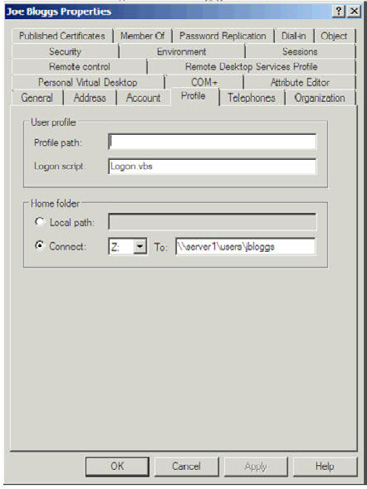 Joe Bloggs Properties
Published Certificates Member Of Password Replication Dial-in Object
Security Environment Sessions
Remote control Remote Desktop Services Profile
Personal Virtual Desktop COM+ Attribute Editor
General Address Account Profile Telephones Organization
User profile
Profile path:
Logon script: Logon.vbs
Home folder
Local path:
Connect: Z: To: \\server1\users\jbloggs
OK Cancel Apply Help